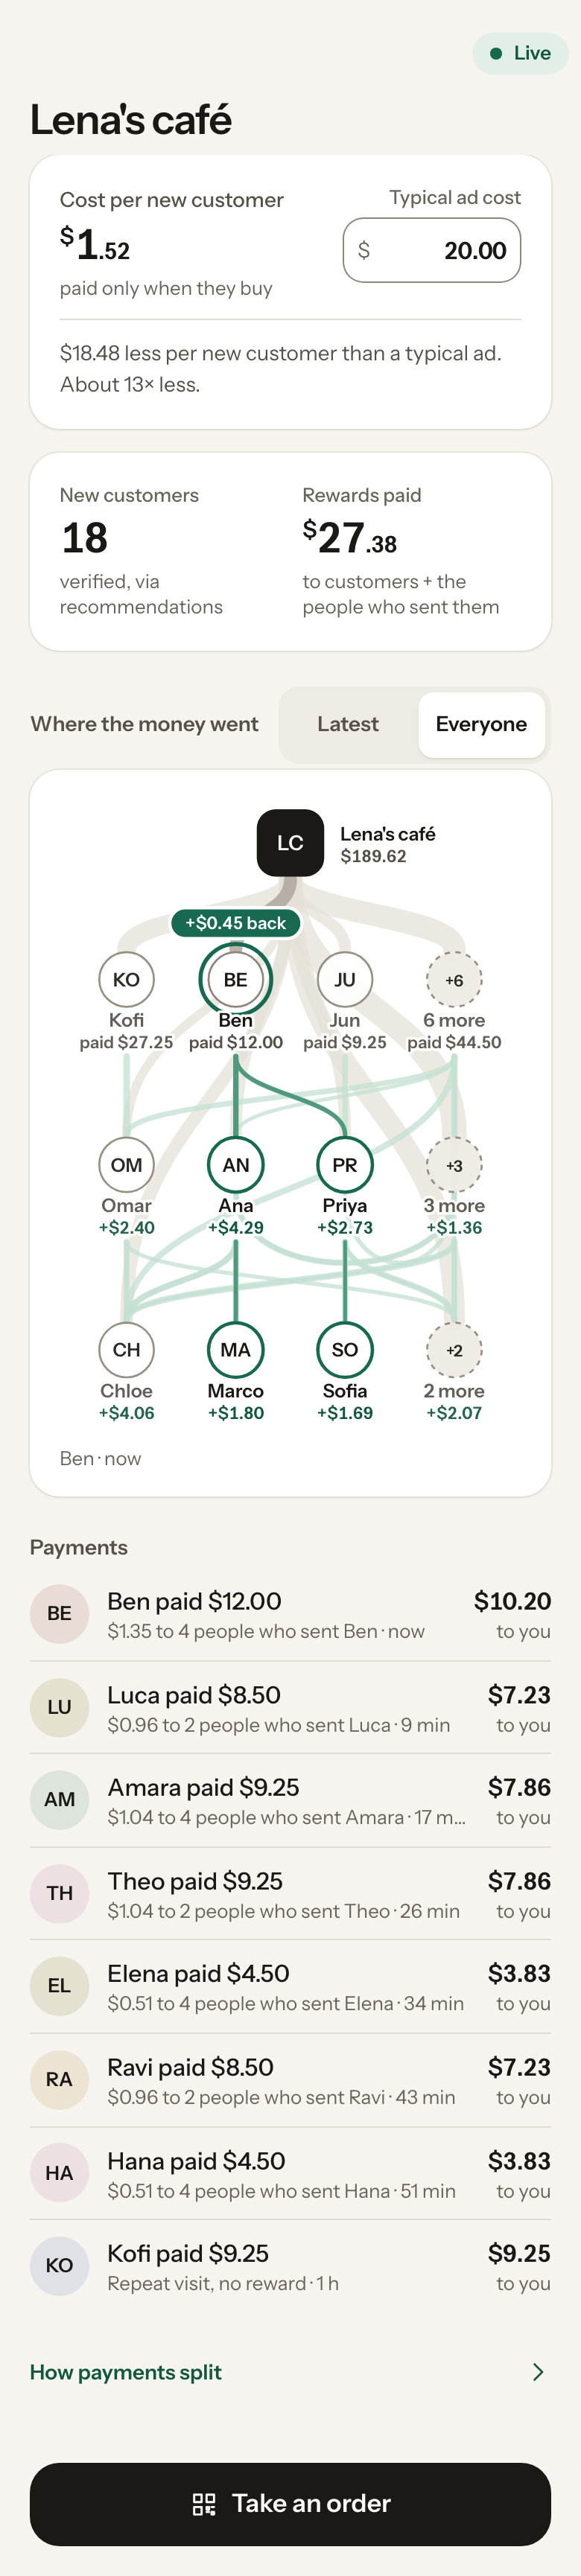 Live
Lena's café
Cost per new customer
$1.52
paid only when they buy
Typical ad cost
$ 20.00
$18.48 less per new customer than a typical ad.
About 13× less.
New customers
18
verified, via
recommendations
Rewards paid
$27.38
to customers + the
people who sent them
Where the money went
Latest
Everyone
LC
Lena's café
$189.62
+$0.45 back
KO
Kofi
paid $27.25
BE
Ben
paid $12.00
JU
Jun
paid $9.25
+6
6 more
paid $44.50
OM
Omar
+$2.40
AN
Ana
+$4.29
PR
Priya
+$2.73
+3
3 more
+$1.36
CH
Chloe
+$4.06
MA
Marco
+$1.80
SO
Sofia
+$1.69
+2
2 more
+$2.07
Ben · now
Payments
BE
Ben paid $12.00
$1.35 to 4 people who sent Ben · now
$10.20
to you
LU
Luca paid $8.50
$0.96 to 2 people who sent Luca · 9 min
$7.23
to you
AM
Amara paid $9.25
$1.04 to 4 people who sent Amara · 17 m...
$7.86
to you
TH
Theo paid $9.25
$1.04 to 2 people who sent Theo · 26 min
$7.86
to you
EL
Elena paid $4.50
$0.51 to 4 people who sent Elena · 34 min
$3.83
to you
RA
Ravi paid $8.50
$0.96 to 2 people who sent Ravi · 43 min
$7.23
to you
HA
Hana paid $4.50
$0.51 to 4 people who sent Hana · 51 min
$3.83
to you
KO
Kofi paid $9.25
Repeat visit, no reward · 1 h
$9.25
to you
How payments split
Take an order